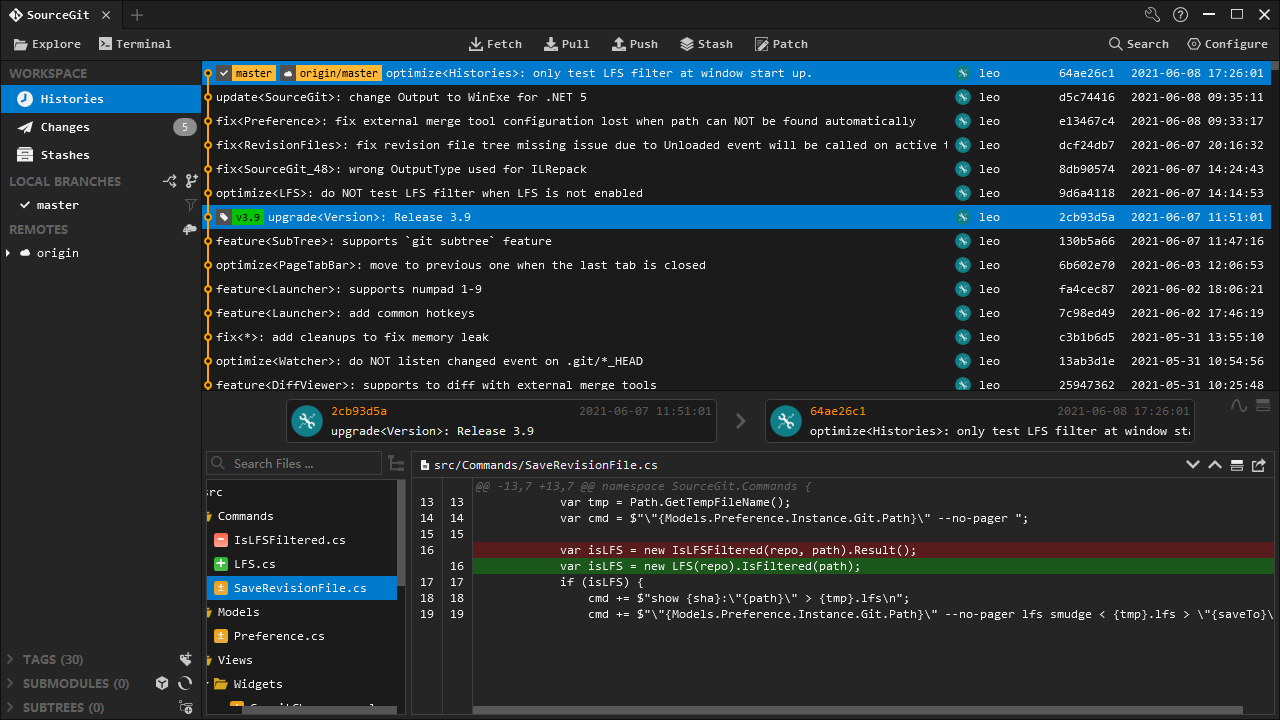 SourceGit
Explore Terminal Fetch Pull Push Stash Patch Search Configure
WORKSPACE
Histories
Changes 5
Stashes
LOCAL BRANCHES
master
REMOTES
origin
TAGS (30)
SUBMODULES (0)
SUBTREES (0)
master origin/master optimize<Histories>: only test LFS filter at window start up. leo 64ae26c1 2021-06-08 17:26:01
update<SourceGit>: change Output to WinExe for .NET 5 leo d5c74416 2021-06-08 09:35:11
fix<Preference>: fix external merge tool configuration lost when path can NOT be found automatically leo e13467c4 2021-06-08 09:33:17
fix<RevisionFiles>: fix revision file tree missing issue due to Unloaded event will be called on active t leo dcf24db7 2021-06-07 20:16:32
fix<SourceGit_48>: wrong OutputType used for ILRepack leo 8db90574 2021-06-07 14:24:43
optimize<LFS>: do NOT test LFS filter when LFS is not enabled leo 9d6a4118 2021-06-07 14:14:53
v3.9 upgrade<Version>: Release 3.9 leo 2cb93d5a 2021-06-07 11:51:01
feature<SubTree>: supports `git subtree` feature leo 130b5a66 2021-06-07 11:47:16
optimize<PageTabBar>: move to previous one when the last tab is closed leo 6b602e70 2021-06-03 12:06:53
feature<Launcher>: supports numpad 1-9 leo fa4cec87 2021-06-02 18:06:21
feature<Launcher>: add common hotkeys leo 7c98ed49 2021-06-02 17:46:19
fix<*>: add cleanups to fix memory leak leo c3b1b6d5 2021-05-31 13:55:10
optimize<Watcher>: do NOT listen changed event on .git/*_HEAD leo 13ab3d1e 2021-05-31 10:54:56
feature<DiffViewer>: supports to diff with external merge tools leo 25947362 2021-05-31 10:25:48
2cb93d5a 2021-06-07 11:51:01
upgrade<Version>: Release 3.9
64ae26c1 2021-06-08 17:26:01
optimize<Histories>: only test LFS filter at window sta
Search Files ...
src
Commands
IsLFSFiltered.cs
LFS.cs
SaveRevisionFile.cs
Models
Preference.cs
Views
Widgets
src/Commands/SaveRevisionFile.cs
@@ -13,7 +13,7 @@ namespace SourceGit.Commands {
13 13 var tmp = Path.GetTempFileName();
14 14 var cmd = $"\"{Models.Preference.Instance.Git.Path}\" --no-pager ";
15 15
16 var isLFS = new IsLFSFiltered(repo, path).Result();
16 var isLFS = new LFS(repo).IsFiltered(path);
17 17 if (isLFS) {
18 18 cmd += $"show {sha}:\"{path}\" > {tmp}.lfs\n";
19 19 cmd += $"\"{Models.Preference.Instance.Git.Path}\" --no-pager lfs smudge < {tmp}.lfs > \"{saveTo}\